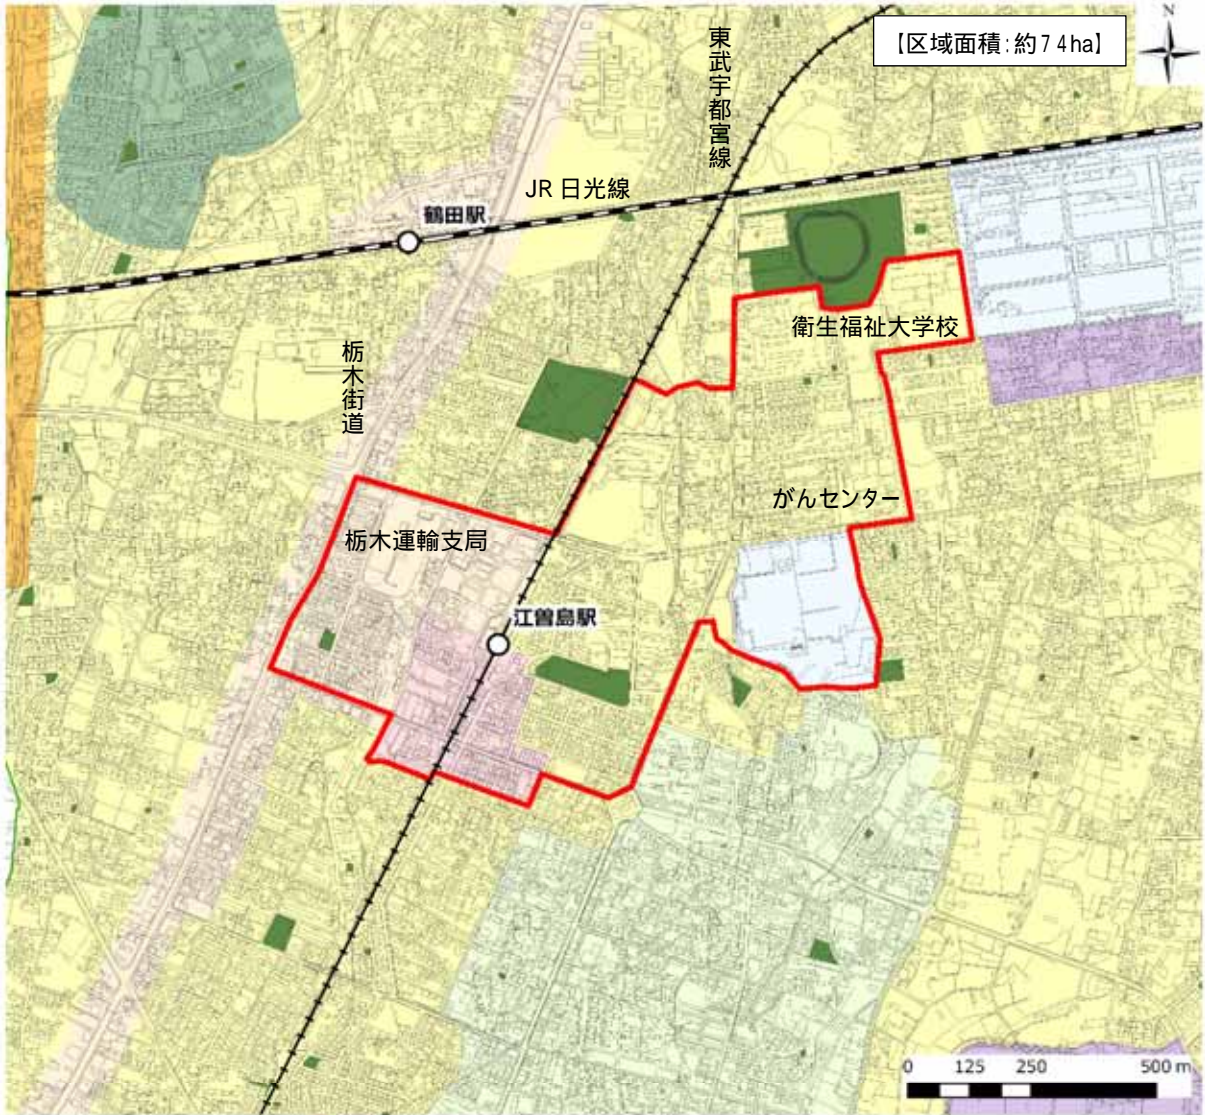 【区域面積:約74ha】
N
東武宇都宮線
JR 日光線
鶴田駅
衛生福祉大学校
栃木街道
がんセンター
栃木運輸支局
江曽島駅
0 125 250 500 m